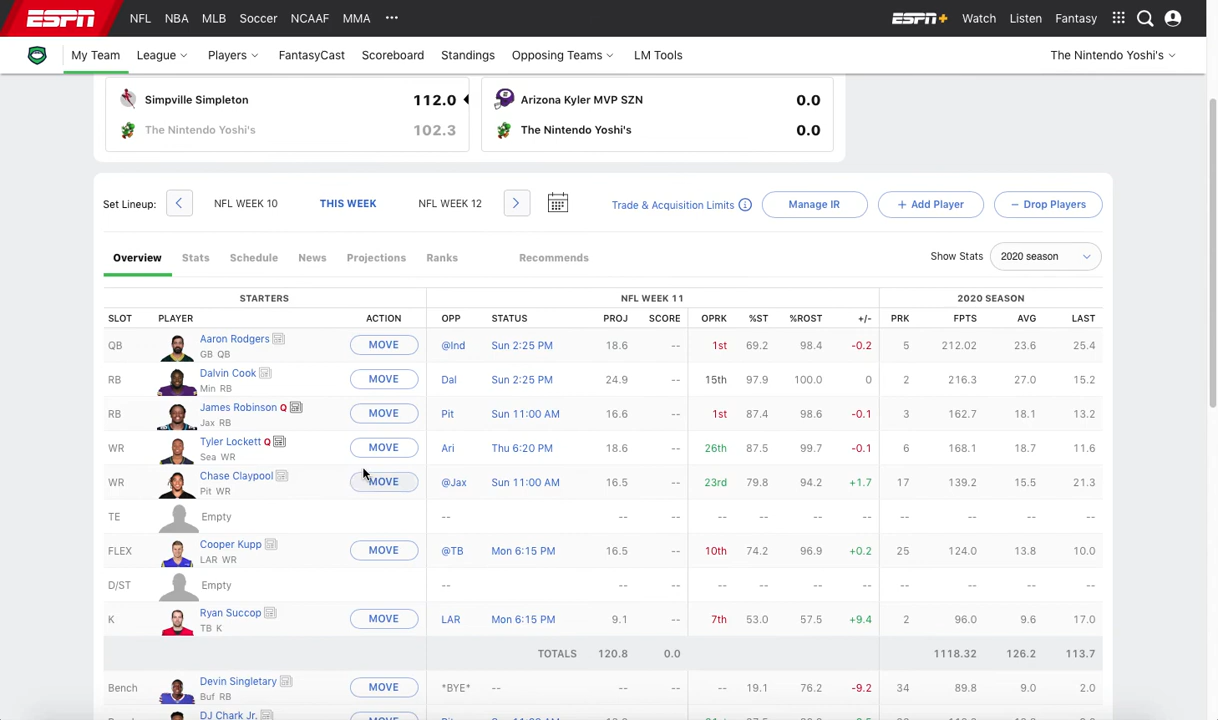 ESPN NFL NBA MLB Soccer NCAAF MMA ••• ESPN+ Watch Listen Fantasy
My Team League Players FantasyCast Scoreboard Standings Opposing Teams LM Tools The Nintendo Yoshi's
Simpville Simpleton 112.0 Arizona Kyler MVP SZN 0.0
The Nintendo Yoshi's 102.3 The Nintendo Yoshi's 0.0
Set Lineup: NFL WEEK 10 THIS WEEK NFL WEEK 12 Trade & Acquisition Limits i Manage IR + Add Player − Drop Players
Overview Stats Schedule News Projections Ranks Recommends Show Stats 2020 season
STARTERS NFL WEEK 11 2020 SEASON
SLOT PLAYER ACTION OPP STATUS PROJ SCORE OPRK %ST %ROST +/- PRK FPTS AVG LAST
QB Aaron Rodgers MOVE @Ind Sun 2:25 PM 18.6 -- 1st 69.2 98.4 -0.2 5 212.02 23.6 25.4
GB QB
RB Dalvin Cook MOVE Dal Sun 2:25 PM 24.9 -- 15th 97.9 100.0 0 2 216.3 27.0 15.2
Min RB
RB James Robinson Q MOVE Pit Sun 11:00 AM 16.6 -- 1st 87.4 98.6 -0.1 3 162.7 18.1 13.2
Jax RB
WR Tyler Lockett Q MOVE Ari Thu 6:20 PM 18.6 -- 26th 87.5 99.7 -0.1 6 168.1 18.7 11.6
Sea WR
WR Chase Claypool MOVE @Jax Sun 11:00 AM 16.5 -- 23rd 79.8 94.2 +1.7 17 139.2 15.5 21.3
Pit WR
TE Empty -- -- -- -- -- -- -- -- -- -- --
FLEX Cooper Kupp MOVE @TB Mon 6:15 PM 16.5 -- 10th 74.2 96.9 +0.2 25 124.0 13.8 10.0
LAR WR
D/ST Empty -- -- -- -- -- -- -- -- -- -- --
K Ryan Succop MOVE LAR Mon 6:15 PM 9.1 -- 7th 53.0 57.5 +9.4 2 96.0 9.6 17.0
TB K
TOTALS 120.8 0.0 1118.32 126.2 113.7
Bench Devin Singletary MOVE *BYE* -- -- -- -- 19.1 76.2 -9.2 34 89.8 9.0 2.0
Buf RB
DJ Chark Jr.